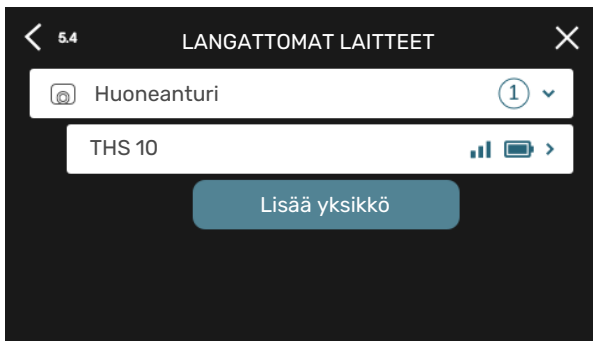 5.4 LANGATTOMAT LAITTEET
Huoneanturi 1
THS 10
Lisää yksikkö